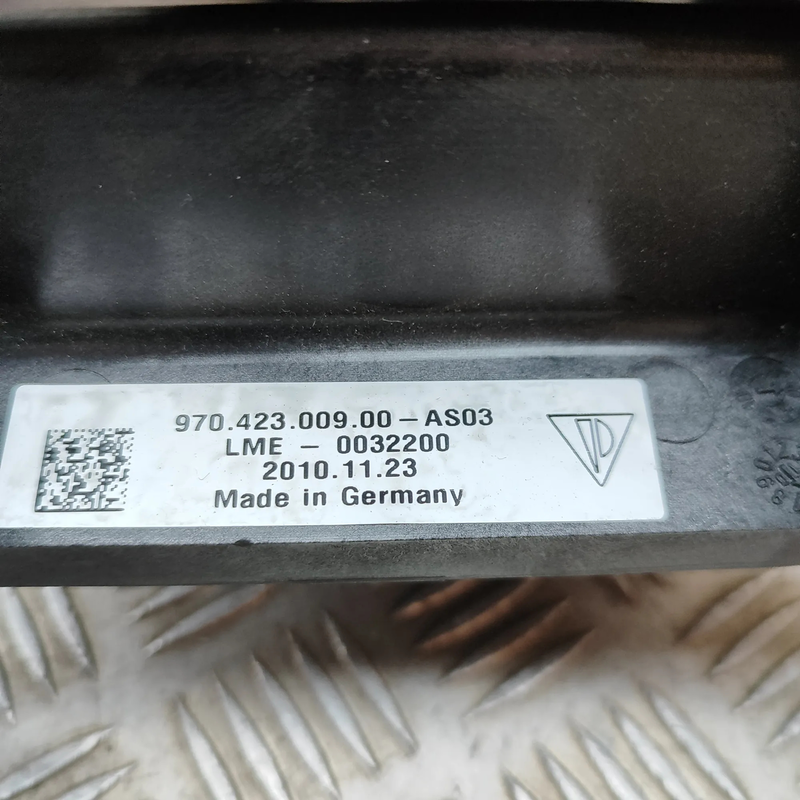 970.423.009.00-AS03
LME - 0032200
2010.11.23
Made in Germany